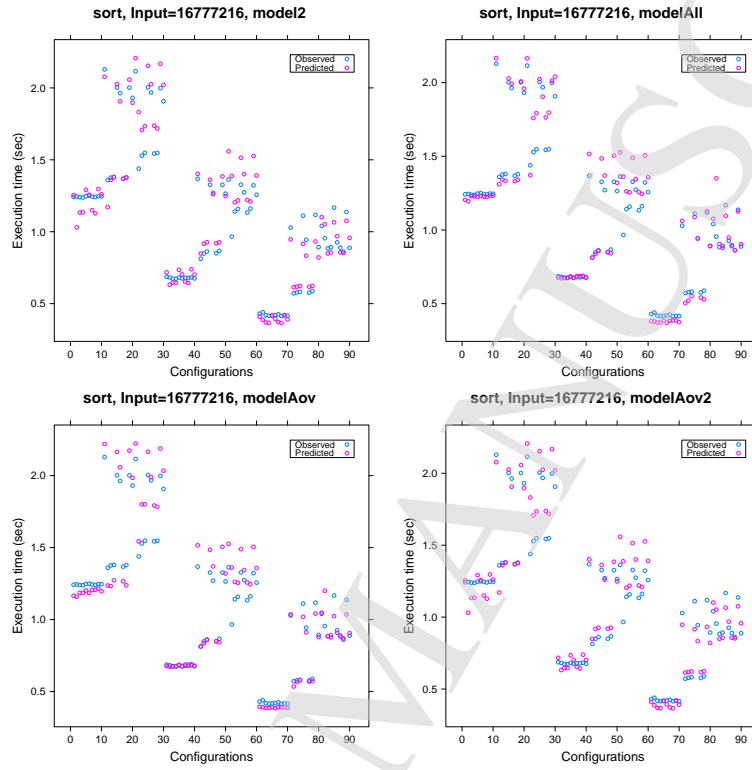 sort, Input=16777216, model2
Observed
Predicted
2.0
1.5
1.0
0.5
Execution time (sec)
0 10 20 30 40 50 60 70 80 90
Configurations
sort, Input=16777216, modelAll
Observed
Predicted
2.0
1.5
1.0
0.5
Execution time (sec)
0 10 20 30 40 50 60 70 80 90
Configurations
sort, Input=16777216, modelAov
Observed
Predicted
2.0
1.5
1.0
0.5
Execution time (sec)
0 10 20 30 40 50 60 70 80 90
Configurations
sort, Input=16777216, modelAov2
Observed
Predicted
2.0
1.5
1.0
0.5
Execution time (sec)
0 10 20 30 40 50 60 70 80 90
Configurations
MANUSC